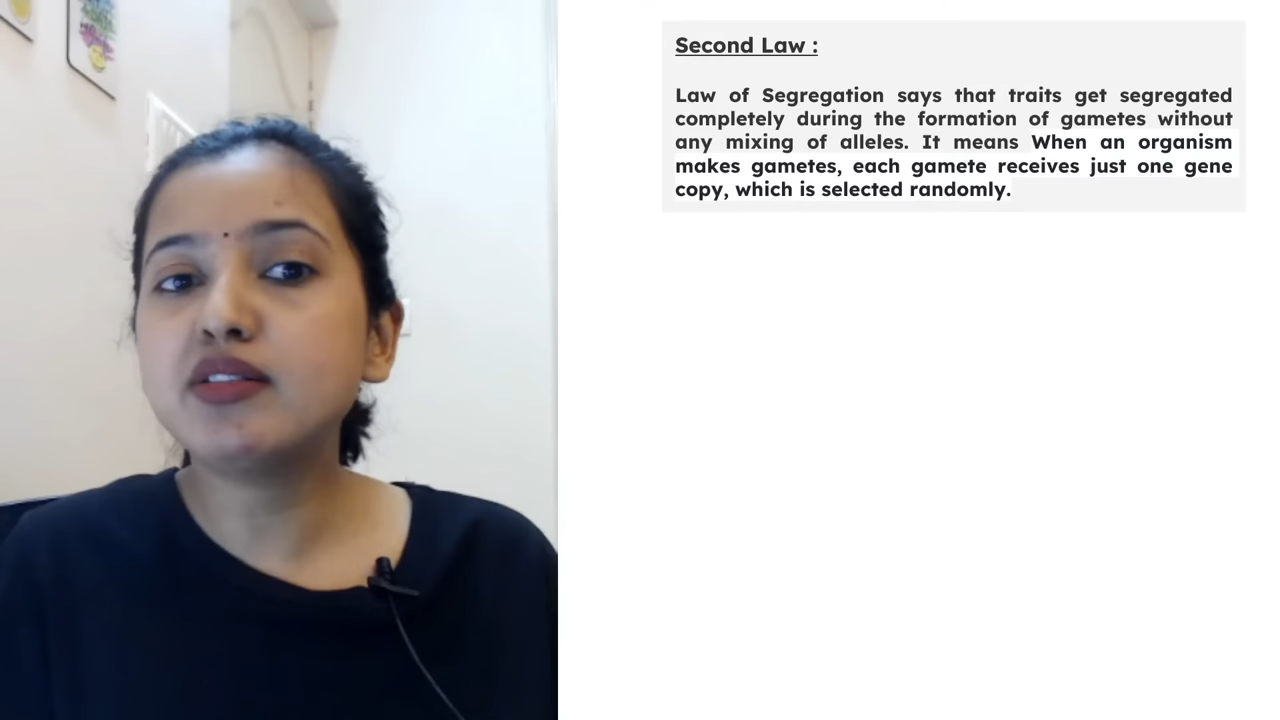 Second Law :
Law of Segregation says that traits get segregated
completely during the formation of gametes without
any mixing of alleles. It means When an organism
makes gametes, each gamete receives just one gene
copy, which is selected randomly.